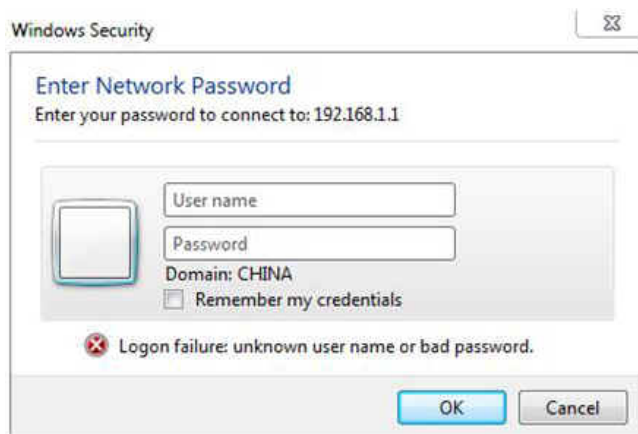 Windows Security
Enter Network Password
Enter your password to connect to: 192.168.1.1
User name
Password
Domain: CHINA
Remember my credentials
Logon failure: unknown user name or bad password.
OK Cancel